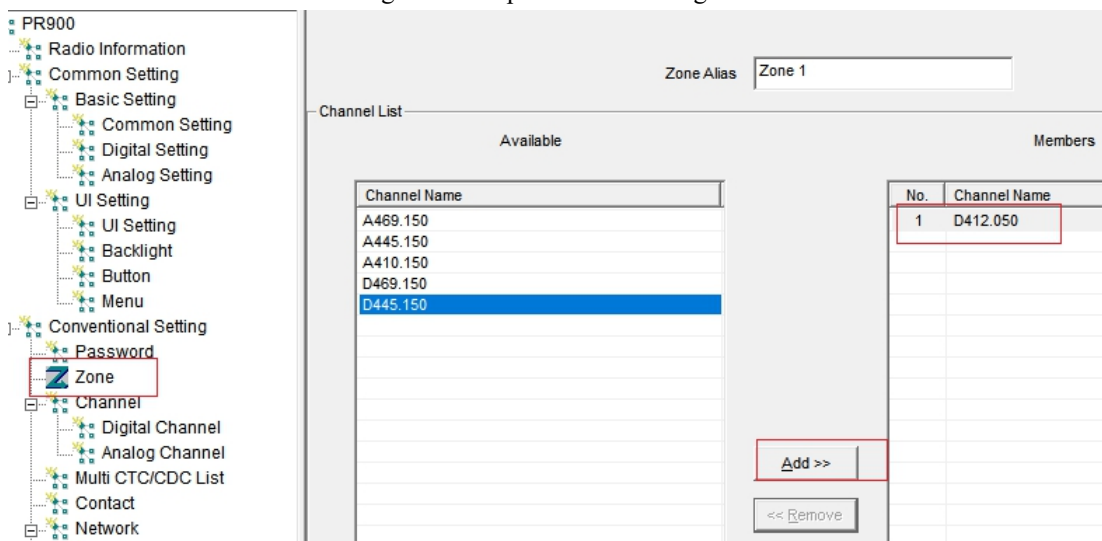 PR900
Radio Information
Common Setting
Basic Setting
Common Setting
Digital Setting
Analog Setting
UI Setting
UI Setting
Backlight
Button
Menu
Conventional Setting
Password
Zone
Channel
Digital Channel
Analog Channel
Multi CTC/CDC List
Contact
Network
Zone Alias Zone 1
Channel List
Available
Channel Name
A469.150
A445.150
A410.150
D469.150
D445.150
Add >>
<< Remove
Members
No. Channel Name
1 D412.050